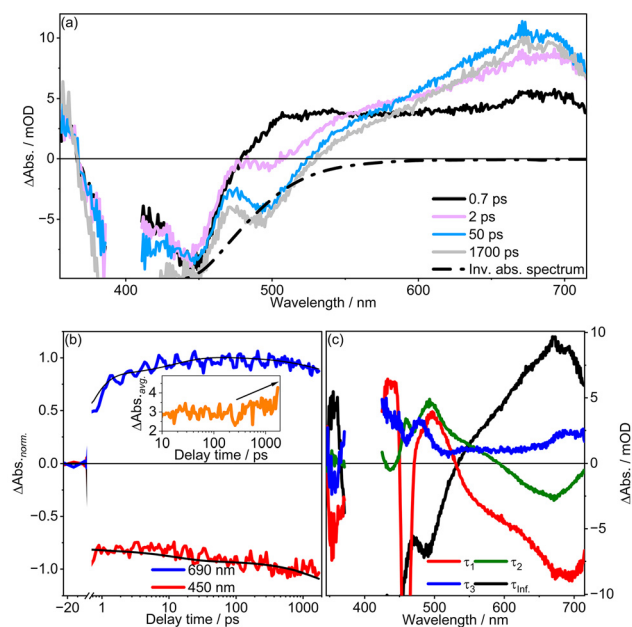 (a)
10
5
0
-5
ΔAbs. / mOD
0.7 ps
2 ps
50 ps
1700 ps
Inv. abs. spectrum
400 500 600 700
Wavelength / nm
(b)
1.0
0.5
0.0
-0.5
-1.0
ΔAbs.norm.
ΔAbs.avg.
4
3
2
10 100 1000
Delay time / ps
690 nm
450 nm
-20 1 10 100 1000
Delay time / ps
(c)
10
5
0
-5
-10
ΔAbs. / mOD
τ1 τ2
τ3 τInf.
400 500 600 700
Wavelength / nm